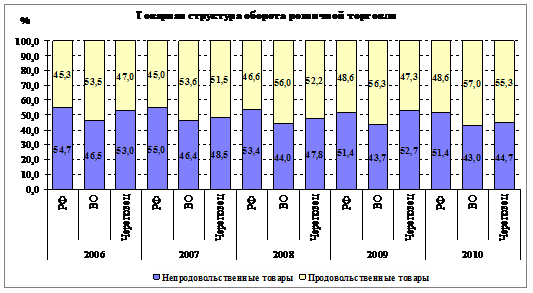 Товарная структура оборота розничной торговли
%
100,0
90,0
80,0
70,0
60,0
50,0
40,0
30,0
20,0
10,0
0,0
45,3 53,5 47,0 45,0 53,6 51,5 46,6 56,0 52,2 48,6 56,3 47,3 48,6 57,0 55,3
54,7 46,5 53,0 55,0 46,4 48,5 53,4 44,0 47,8 51,4 43,7 52,7 51,4 43,0 44,7
РФ ВО Череповец РФ ВО Череповец РФ ВО Череповец РФ ВО Череповец РФ ВО Череповец
2006 2007 2008 2009 2010
Непродовольственные товары Продовольственные товары